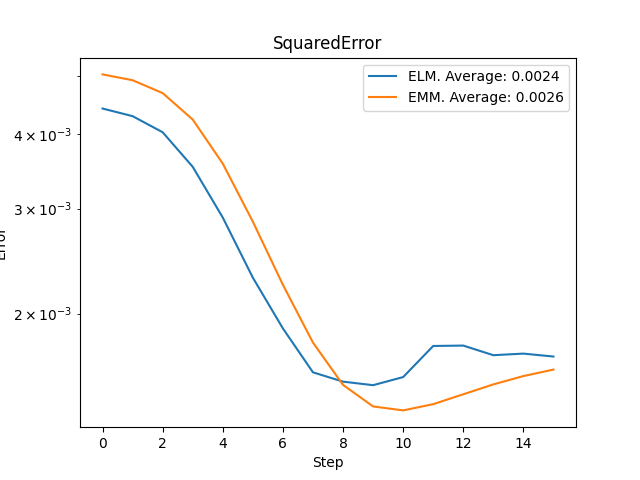 SquaredError
ELM. Average: 0.0024
EMM. Average: 0.0026
4 × 10⁻³
3 × 10⁻³
2 × 10⁻³
Error
0 2 4 6 8 10 12 14
Step